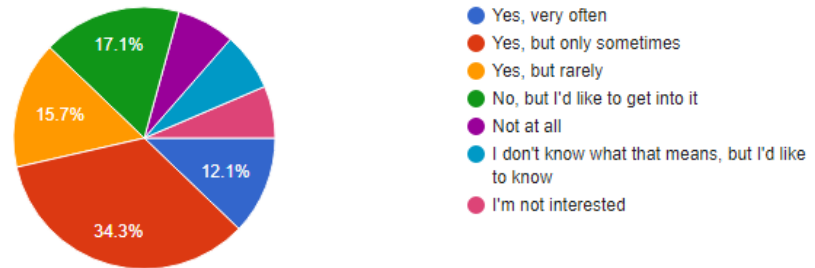 17.1%
15.7%
12.1%
34.3%
Yes, very often
Yes, but only sometimes
Yes, but rarely
No, but I'd like to get into it
Not at all
I don't know what that means, but I'd like
to know
I'm not interested